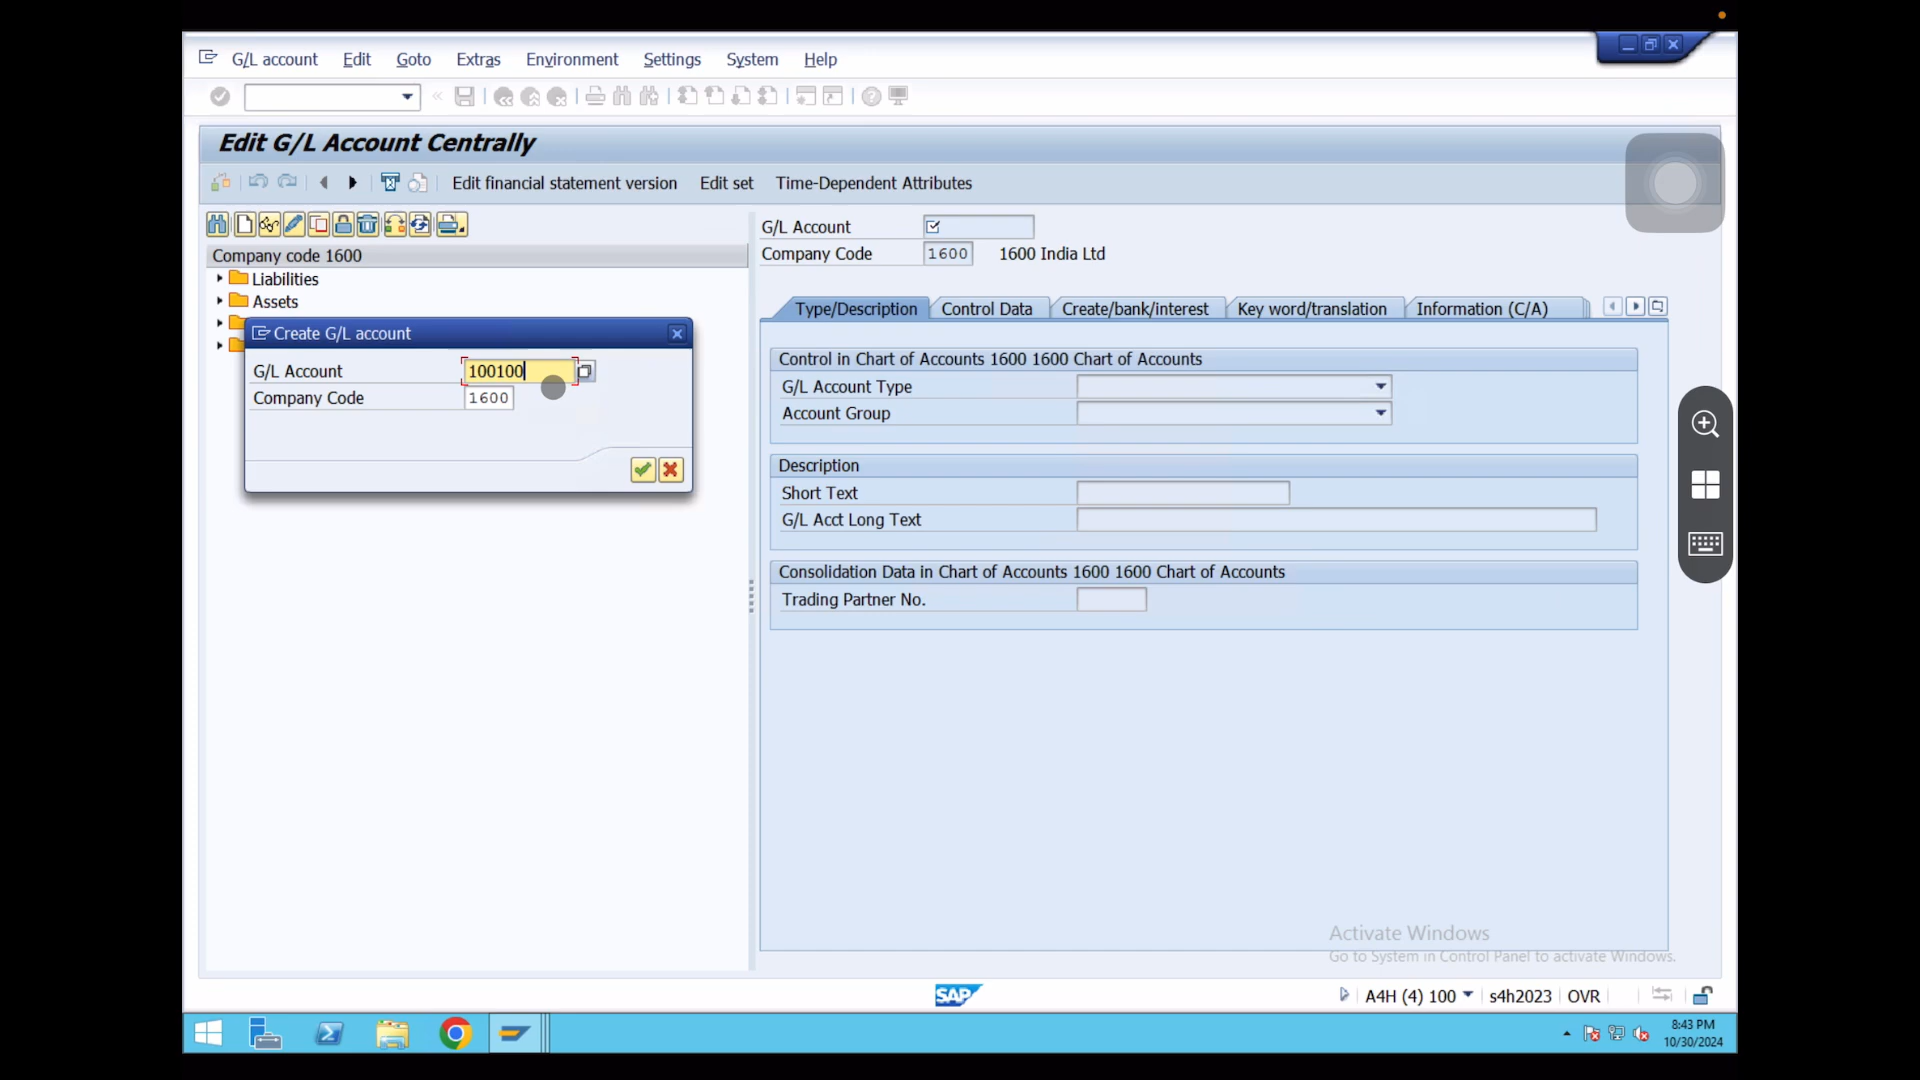 G/L account Edit Goto Extras Environment Settings System Help
Edit G/L Account Centrally
Edit financial statement version Edit set Time-Dependent Attributes
G/L Account
Company code 1600
Company Code 1600 1600 India Ltd
Liabilities
Assets
Type/Description Control Data Create/bank/interest Key word/translation Information (C/A)
Create G/L account
G/L Account 100100
Company Code 1600
Control in Chart of Accounts 1600 1600 Chart of Accounts
G/L Account Type
Account Group
Description
Short Text
G/L Acct Long Text
Consolidation Data in Chart of Accounts 1600 1600 Chart of Accounts
Trading Partner No.
Activate Windows
Go to System in Control Panel to activate Windows.
SAP
A4H (4) 100 s4h2023 OVR
8:43 PM
10/30/2024